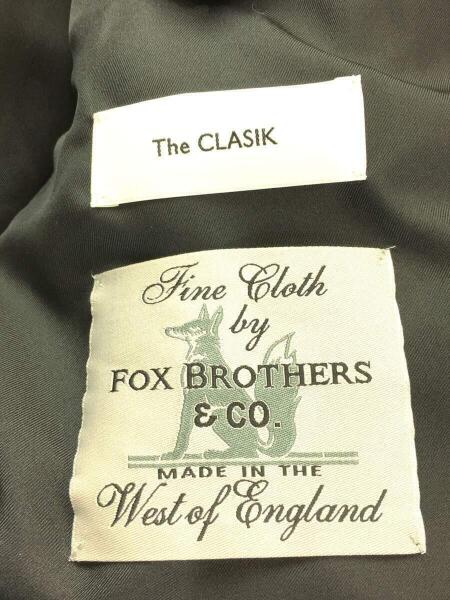 The CLASIK
Fine Cloth
by
FOX BROTHERS
& CO.
MADE IN THE
West of England